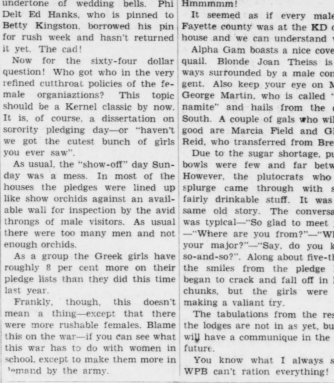 undertone of wedding bells. Phi
Delt Ed Hanks, who borrowed his pin
Betty Kingston, borrowed his pin
for rush week and hasn't returned
it yet. The cad!
Now for the sixty-four dollar
question! Who got who in the very
refined cutthroat policies of the fe-
male organiaztions? This topic
should be a Kernel classic by now.
It is, of course, a dissertation on
sorority pledging day—or "haven't
we got the cutest bunch of girls
you ever saw".
As usual, the "show-off" day Sun-
day was a mess. In most of the
houses the pledges were lined up
like show orchids against an avail-
able wall for inspection by the avid
throngs of male visitors. As usual
there were too many men and not
enough orchids.
As a group the Greek girls have
roughly 8 per cent more on their
pledge lists than they did this time
last year.
Frankly, though, this doesn't
mean a thing—except that there
were more rushable females. Blame
this on the war—if you can see what
this war has to do with women in
school, except to make them more in
demand by the army.
Hmmmmm!
It seemed as if every mal
Fayette county was at the KD
house and we can understand
Alpha Gam boasts a nice cove
quail. Blonde Joan Theiss is
ways surrounded by a male con
gent. Also keep your eye on M
George Martin, who is called
namite" and hails from the
South. A couple of gals who wil
good are Marcia Field and Gl
Reid, who transferred from Bre
Due to the sugar shortage, pu
bowls were few and far betw
However, the plutocrats who
splurge came through with
fairly drinkable stuff. It was
same old story. The conversa
was typical—"So glad to meet
—"Where are you from?"—"Wh
your major?"—"Say, do you k
so-and-so?". Along about five-th
the smiles from the pledge
began to crack and fall off in
chunks, but the girls were
making a valiant try.
The tabulations from the res
the lodges are not in as yet, bu
will have a communique in the
future.
You know what I always s
WPB can't ration everything!